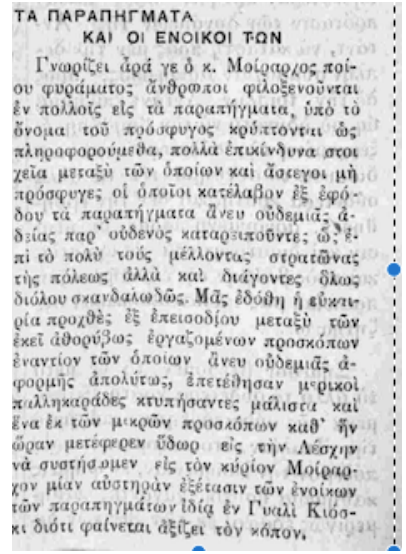 ΤΑ ΠΑΡΑΠΗΓΜΑΤΑ
ΚΑΙ ΟΙ ΕΝΟΙΚΟΙ ΤΩΝ
Γνωρίζει ἀρά γε ὁ κ. Μοίραρχος ποί-
ου φυράματος ἄνθρωποι φιλοξενοῦνται
ἐν πολλοῖς εἰς τὰ παραπήγματα, ὑπὸ τὸ
ὄνομα τοῦ πρόσφυγος κρύπτονται ὡς
πληροφορούμεθα, πολλὰ ἐπικίνδυνα στοι
χεῖα μεταξὺ τῶν ὁποίων καὶ ἄστεγοι μὴ
πρόσφυγες οἱ ὁποῖοι κατέλαβον ἐξ ἐφό-
δου τὰ παραπήγματα ἄνευ οὐδεμιᾶς ἀ-
δείας παρ' οὐδενὸς καταρειποῦντες ὡς ἐ-
πὶ τὸ πολὺ τοὺς μέλλοντας στρατῶνας
τῆς πόλεως ἀλλὰ καὶ διάγοντες ὅλως
διόλου σκανδαλωδῶς. Μᾶς ἐδόθη ἡ εὐκαι-
ρία προχθὲς ἐξ ἐπεισοδίου μεταξὺ τῶν
ἐκεῖ ἀθορύβως ἐργαζομένων προσκόπων
ἐναντίον τῶν ὁποίων ἄνευ οὐδεμιᾶς ἀ-
φορμῆς ἀπολύτως, ἐπετέθησαν μερικοὶ
παλληκαράδες κτυπήσαντες μάλιστα καὶ
ἕνα ἐκ τῶν μικρῶν προσκόπων καθ' ἣν
ὥραν μετέφερεν ὕδωρ εἰς τὴν Λέσχην
νὰ συστήσωμεν εἰς τὸν κύριον Μοίραρ-
χον μίαν αὐστηρὰν ἐξέτασιν τῶν ἐνοίκων
τῶν παραπηγμάτων ἰδίᾳ ἐν Γυαλὶ Κιόσ-
κι διότι φαίνεται ἀξίζει τὸν κόπον.